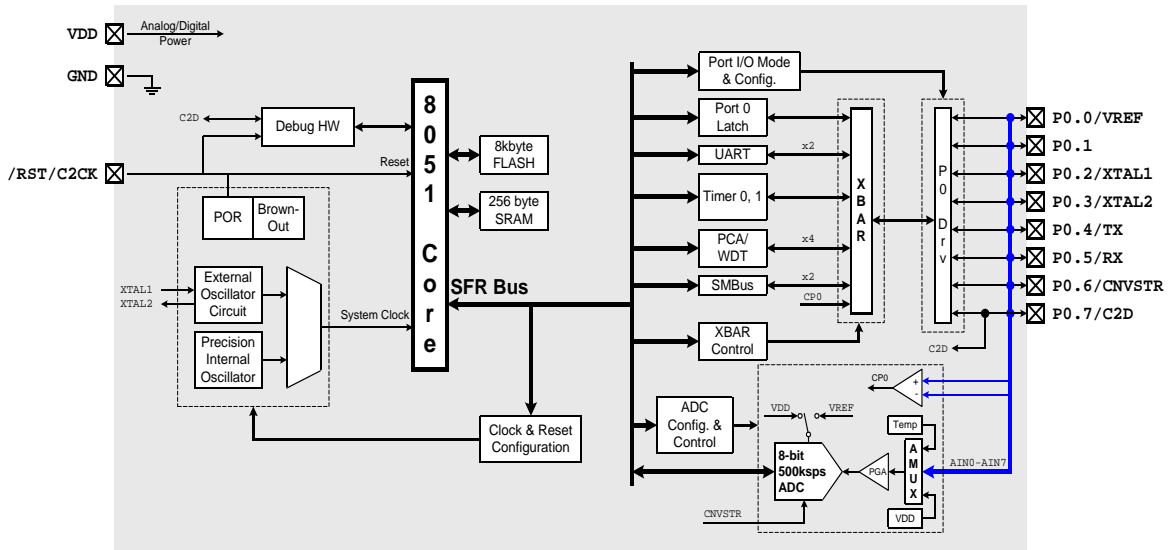 VDD
Analog/Digital
Power
GND
C2D
Debug HW
/RST/C2CK
Reset
POR
Brown-
Out
XTAL1
XTAL2
External
Oscillator
Circuit
Precision
Internal
Oscillator
System Clock
8
0
5
1
C
o
r
e
8kbyte
FLASH
256 byte
SRAM
SFR Bus
Clock & Reset
Configuration
Port I/O Mode
& Config.
Port 0
Latch
UART
x2
Timer 0, 1
PCA/
WDT
x4
SMBus
x2
CP0
XBAR
Control
X
B
A
R
P
0
D
r
v
P0.0/VREF
P0.1
P0.2/XTAL1
P0.3/XTAL2
P0.4/TX
P0.5/RX
P0.6/CNVSTR
P0.7/C2D
C2D
CP0
+
-
ADC
Config. &
Control
VDD
VREF
Temp
8-bit
500ksps
ADC
PGA
A
M
U
X
AIN0-AIN7
VDD
CNVSTR